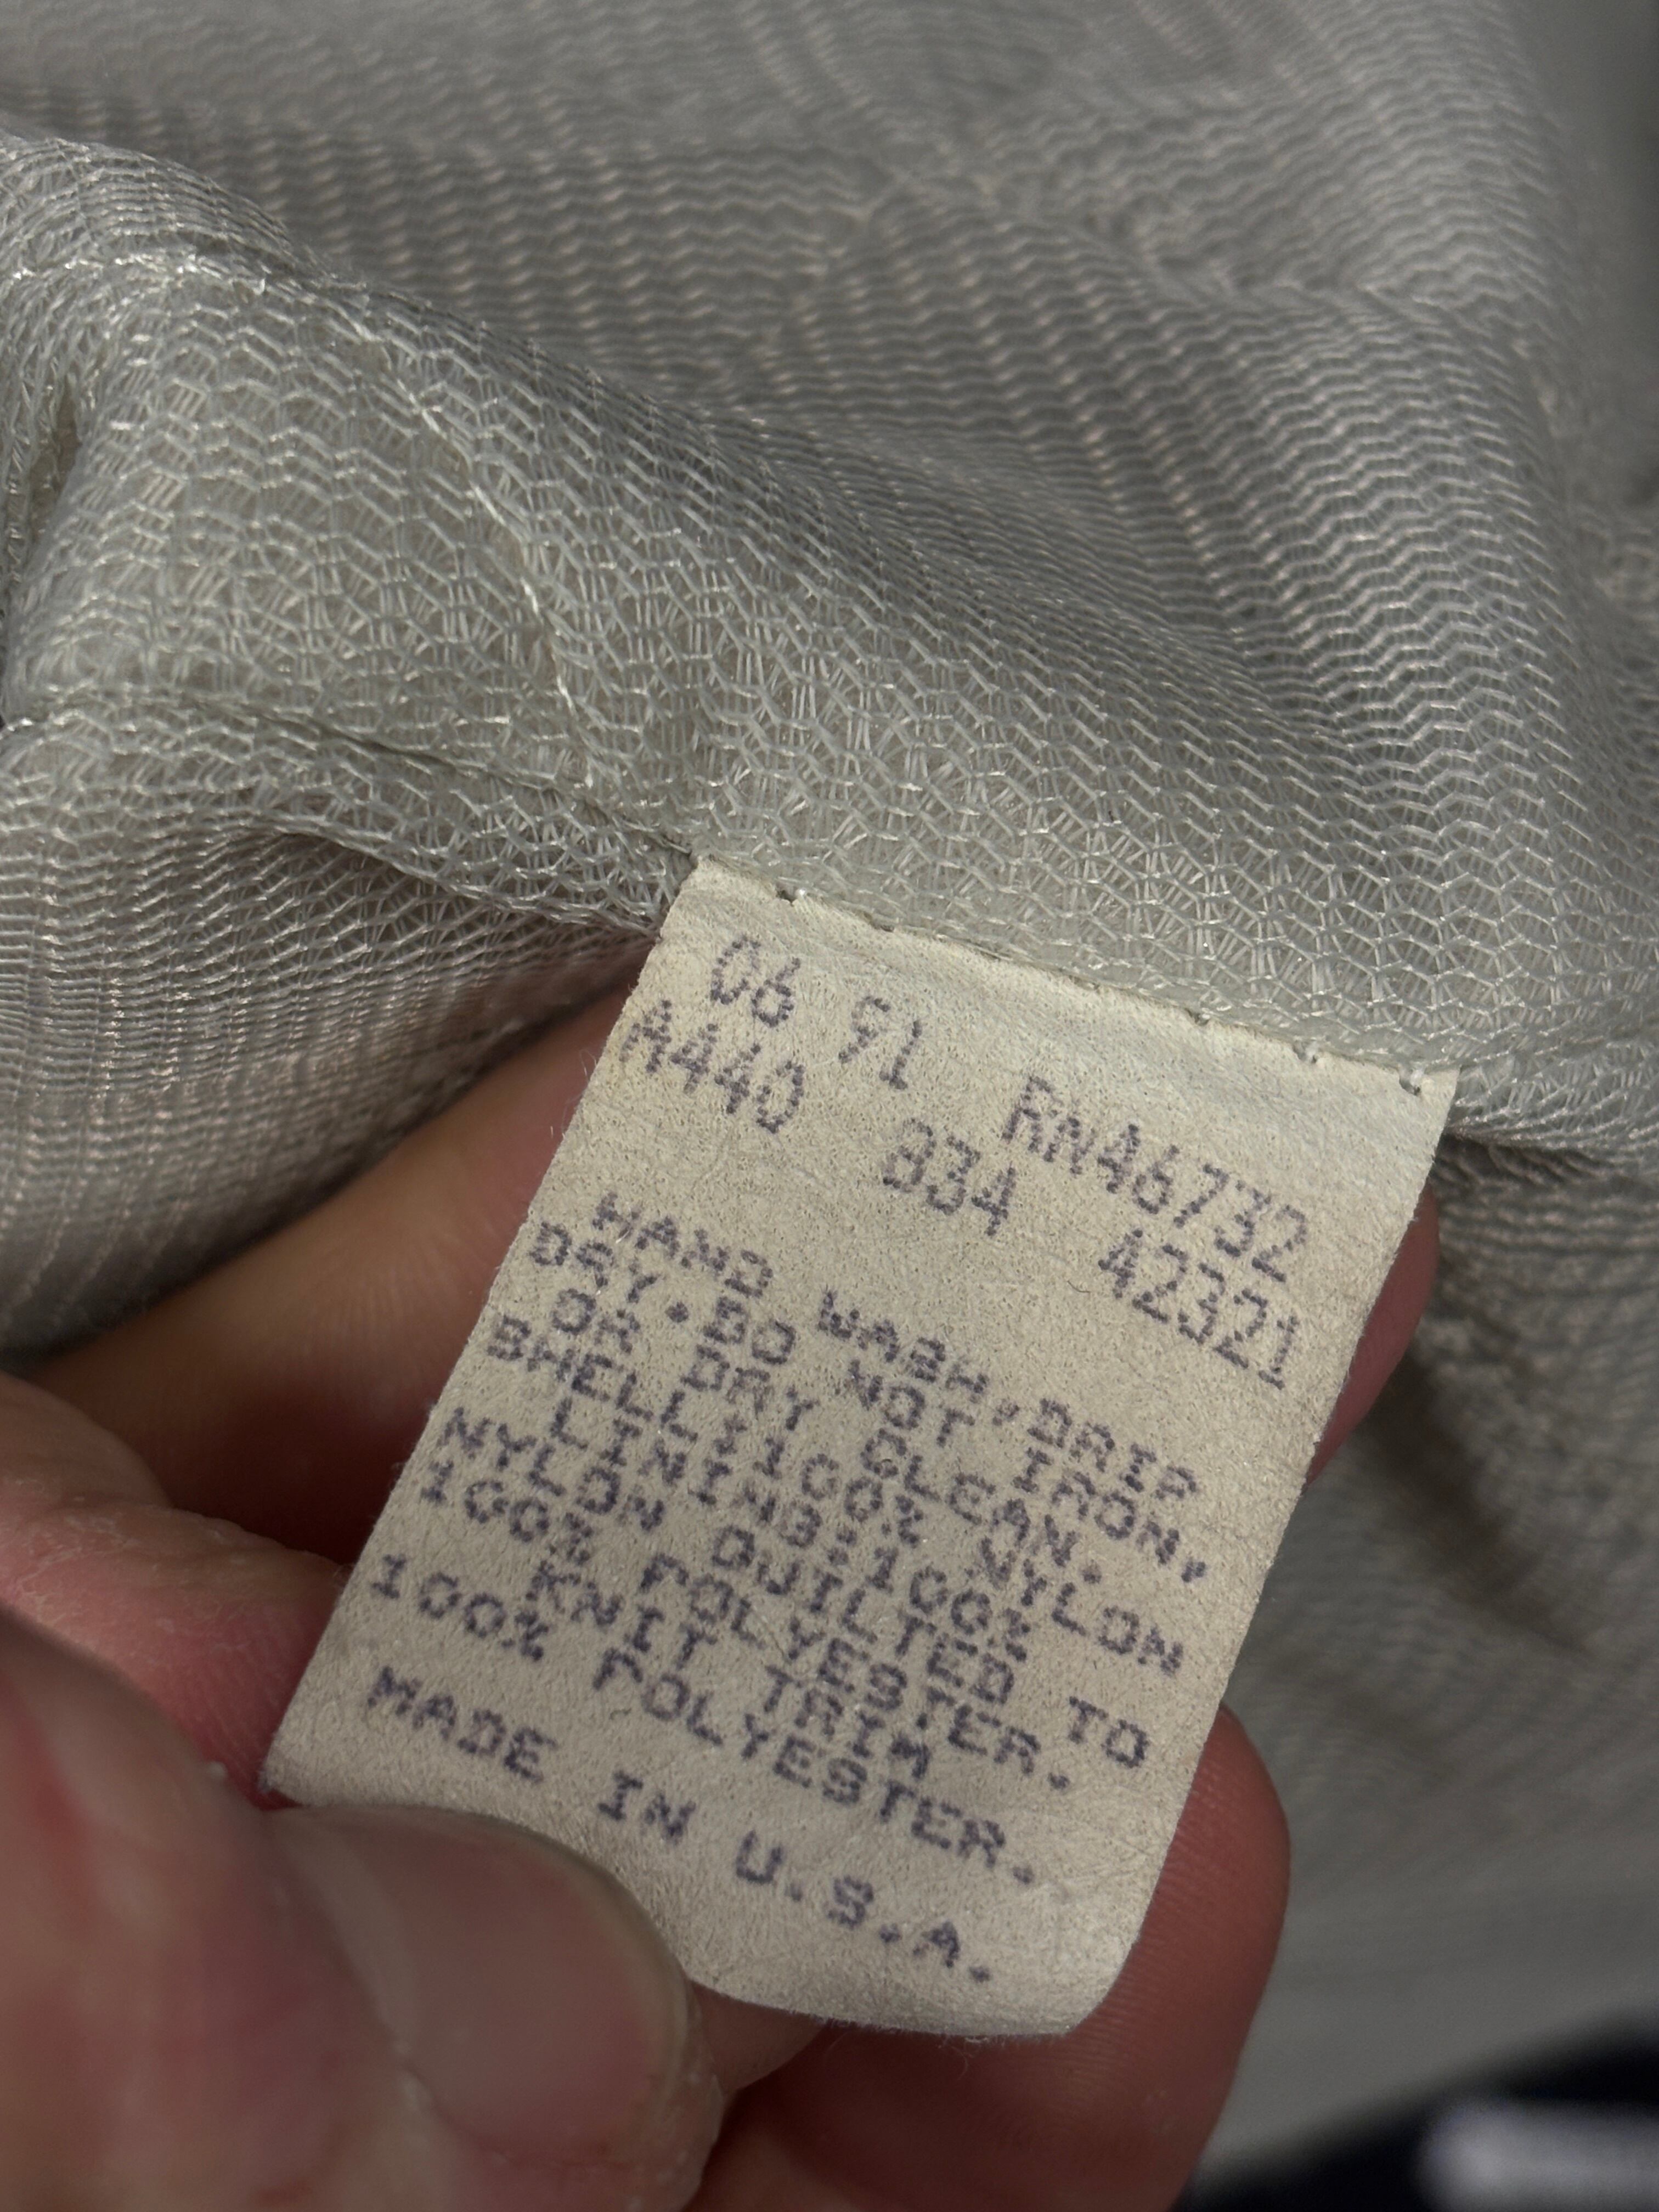 06 91 RN46732
A440 834 42321
HAND WASH,DRIP
DRY.DO NOT IRON,
OR DRY CLEAN.
SHELL:100% NYLON
LINING:100%
NYLON QUILTED TO
100% POLYESTER.
KNIT TRIM
100% POLYESTER.
MADE IN U.S.A.